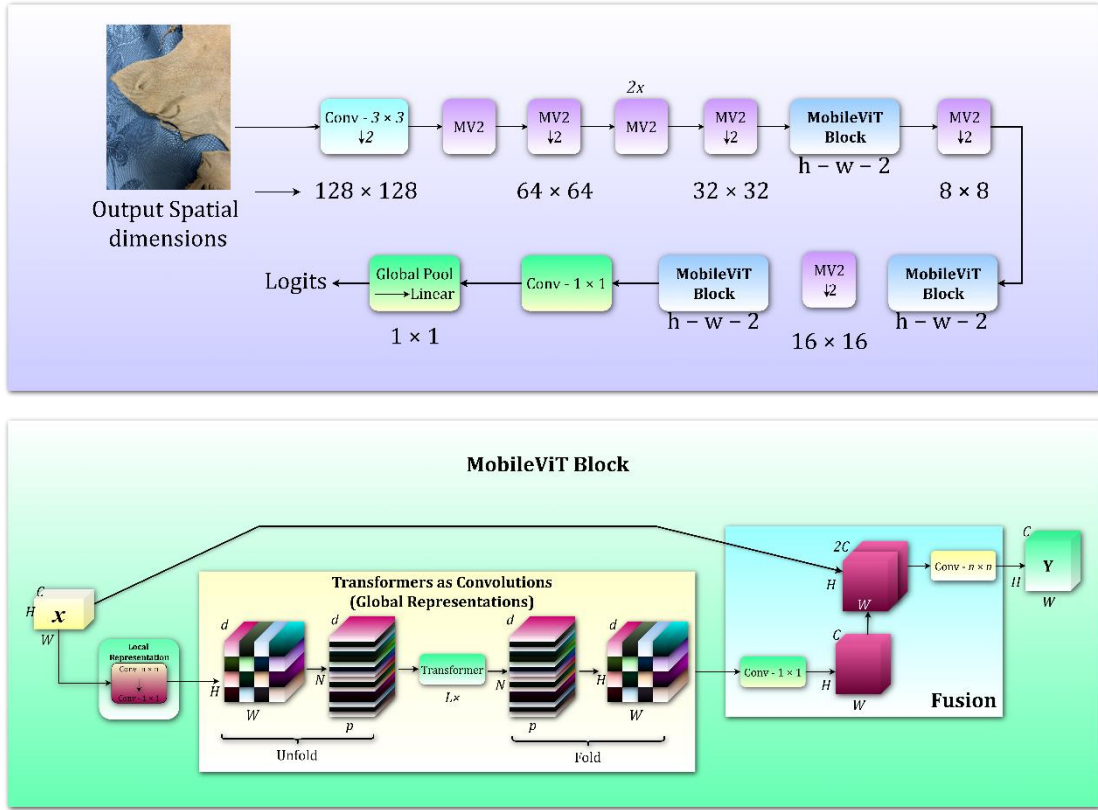 2x
Conv - 3 × 3
↓2
MV2
MV2
↓2
MV2
MV2
↓2
MobileViT
Block
h – w – 2
MV2
↓2
128 × 128
64 × 64
32 × 32
8 × 8
Output Spatial
dimensions
Logits
Global Pool
Linear
1 × 1
Conv - 1 × 1
MobileViT
Block
h – w – 2
MV2
↓2
16 × 16
MobileViT
Block
h – w – 2
MobileViT Block
C
H
x
W
Local
Representation
Conv- n × n
Conv - 1 × 1
Transformers as Convolutions
(Global Representations)
d
H
W
d
N
p
Unfold
Transformer
L×
d
N
p
d
H
W
Fold
Conv - 1 × 1
2C
H
W
C
H
W
Conv - n × n
Fusion
C
H
Y
W